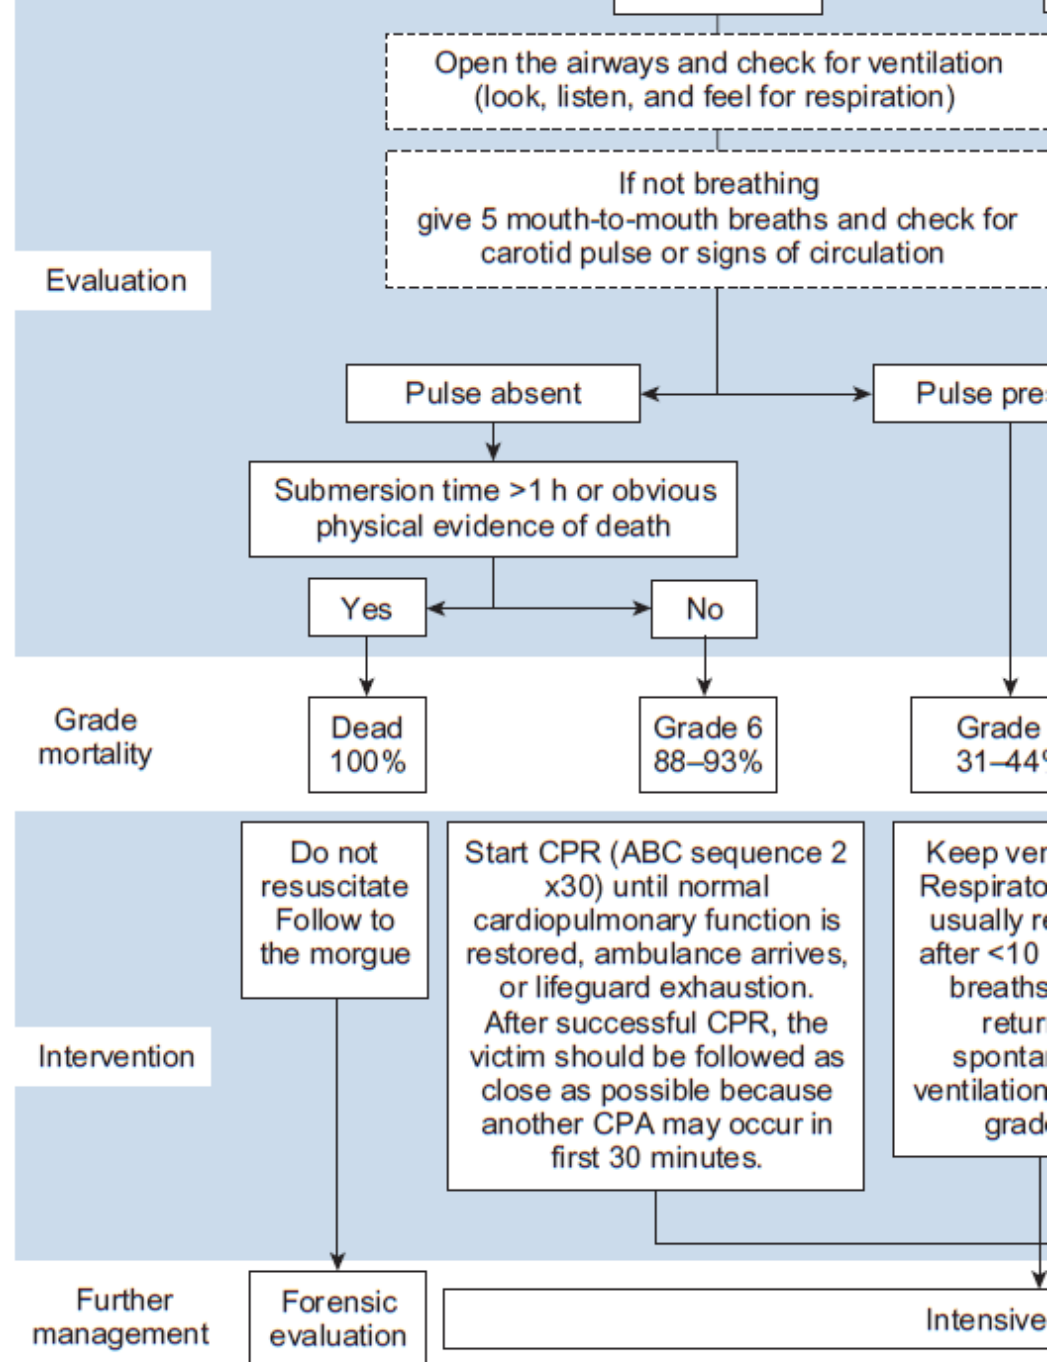 Open the airways and check for ventilation
(look, listen, and feel for respiration)
If not breathing
give 5 mouth-to-mouth breaths and check for
carotid pulse or signs of circulation
Evaluation
Pulse absent
Pulse
Submersion time >1 h or obvious
physical evidence of death
Yes
No
Grade
mortality
Dead
100%
Grade 6
88–93%
Grade
31–44
Do not
resuscitate
Follow to
the morgue
Start CPR (ABC sequence 2
x30) until normal
cardiopulmonary function is
restored, ambulance arrives,
or lifeguard exhaustion.
After successful CPR, the
victim should be followed as
close as possible because
another CPA may occur in
first 30 minutes.
Keep
usually
after <10
breaths
Intervention
Further
management
Forensic
evaluation
Intensive